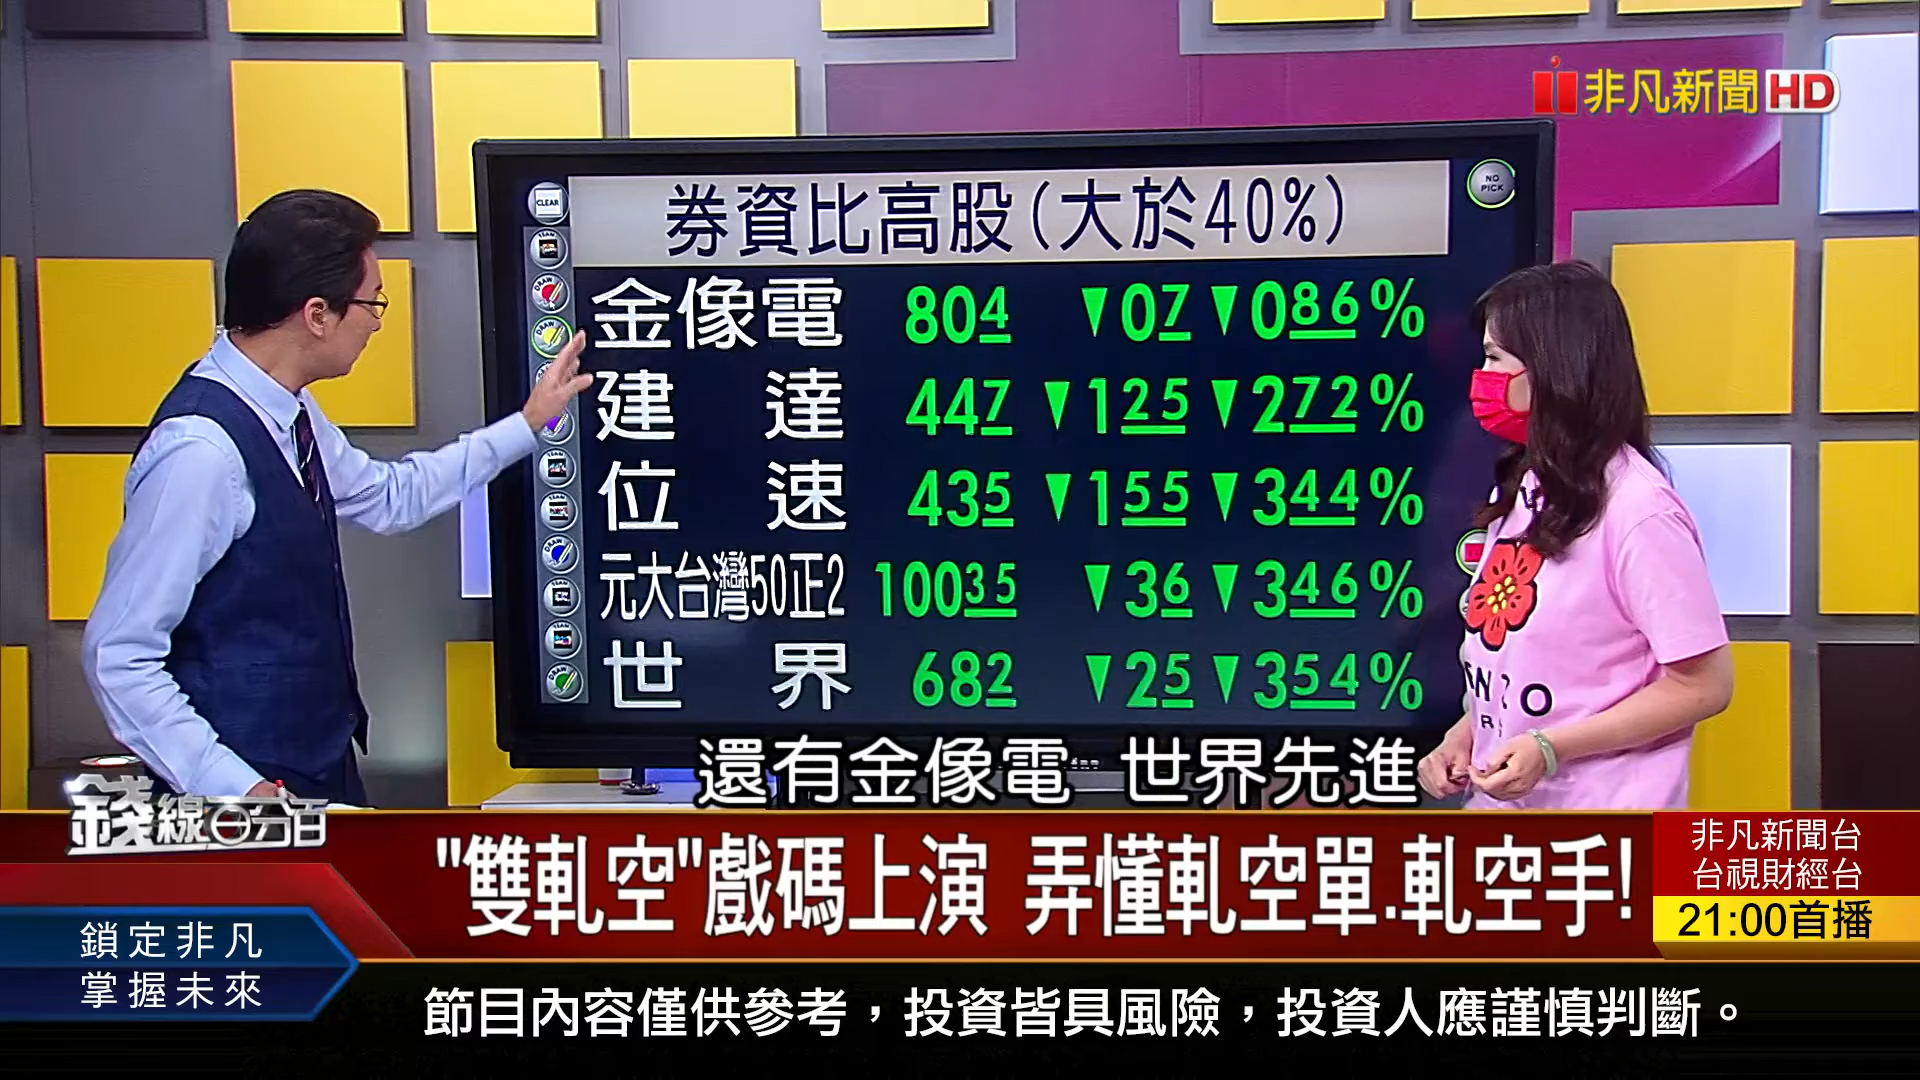 非凡新聞HD
CLEAR
NO PICK
券資比高股(大於40%)
金像電 804 ▼07 ▼086%
建達 447 ▼125 ▼272%
位速 435 ▼155 ▼344%
元大台灣50正2 10035 ▼36 ▼346%
世界 682 ▼25 ▼354%
還有金像電 世界先進
錢線百分百
"雙軋空"戲碼上演 弄懂軋空單.軋空手!
非凡新聞台
台視財經台
21:00首播
鎖定非凡
掌握未來
節目內容僅供參考，投資皆具風險，投資人應謹慎判斷。